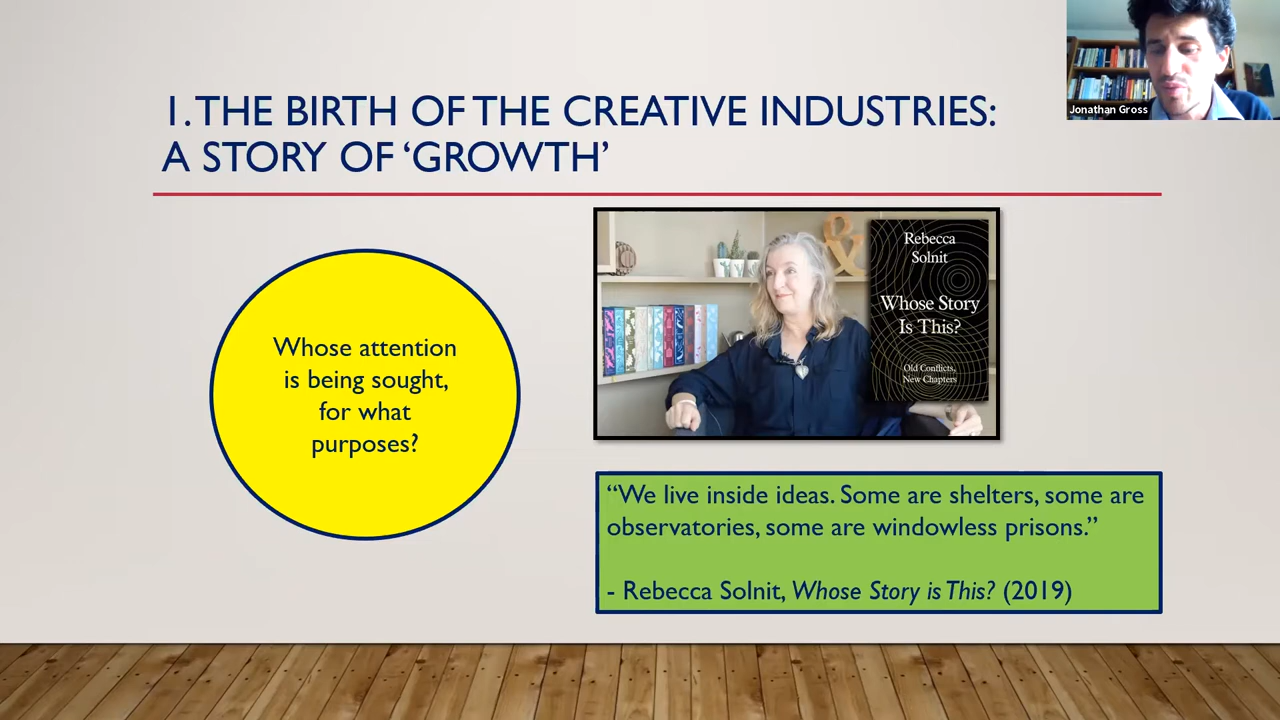 1. THE BIRTH OF THE CREATIVE INDUSTRIES:
A STORY OF ‘GROWTH’
Jonathan Gross
Whose attention
is being sought,
for what
purposes?
&
Rebecca
Solnit
Whose Story
Is This?
Old Conflicts,
New Chapters
“We live inside ideas. Some are shelters, some are
observatories, some are windowless prisons.”
- Rebecca Solnit, Whose Story is This? (2019)